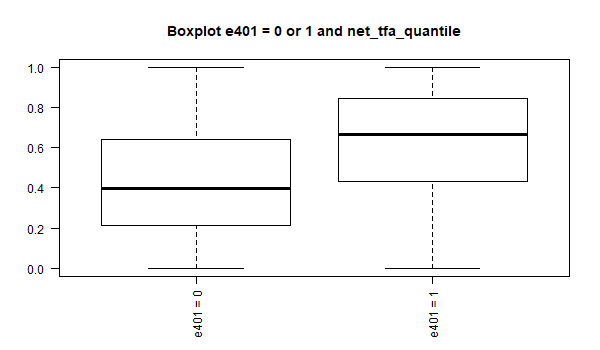 Boxplot e401 = 0 or 1 and net_tfa_quantile
1.0
0.8
0.6
0.4
0.2
0.0
e401 = 0
e401 = 1